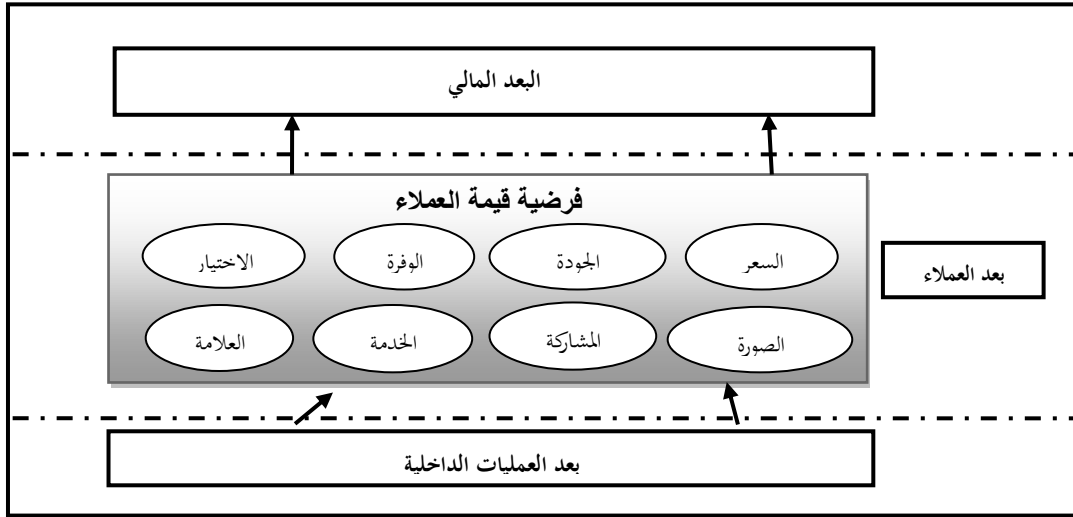 البعد المالي
فرضية قيمة العملاء
السعر
الجودة
الوفرة
الاختيار
بعد العملاء
الصورة
المشاركة
الخدمة
العلامة
بعد العمليات الداخلية